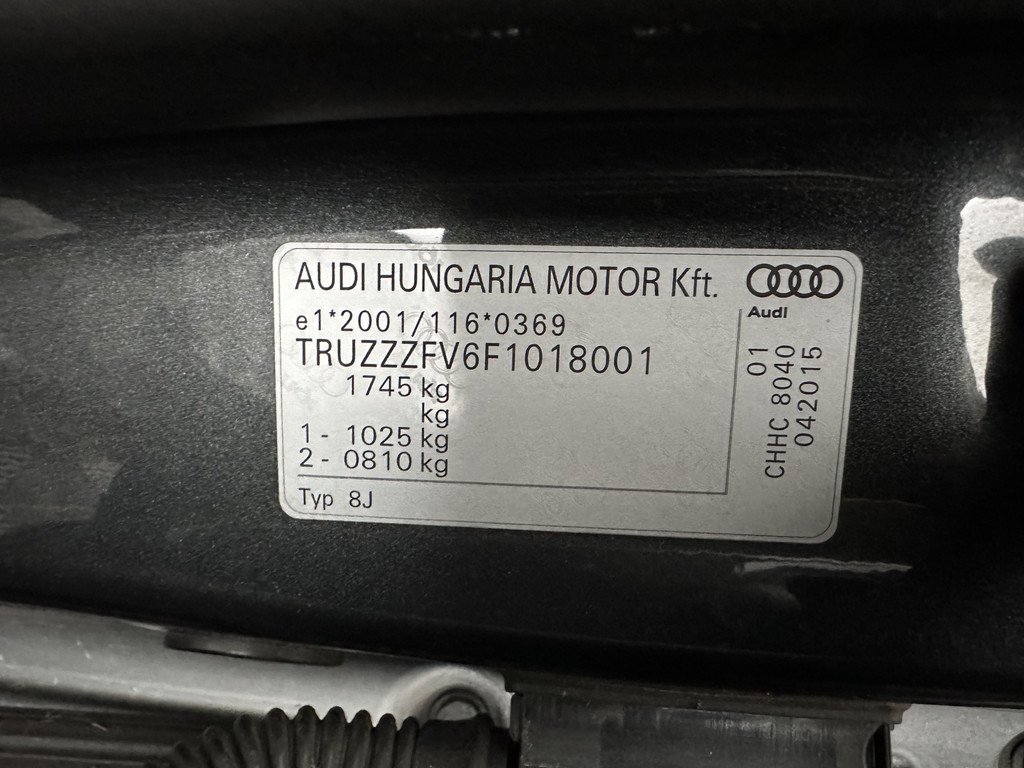 AUDI HUNGARIA MOTOR Kft.
Audi
e1*2001/116*0369
TRUZZZFV6F1018001
1745 kg
kg
1 - 1025 kg
2 - 0810 kg
Typ 8J
01
CHHC 8040
042015